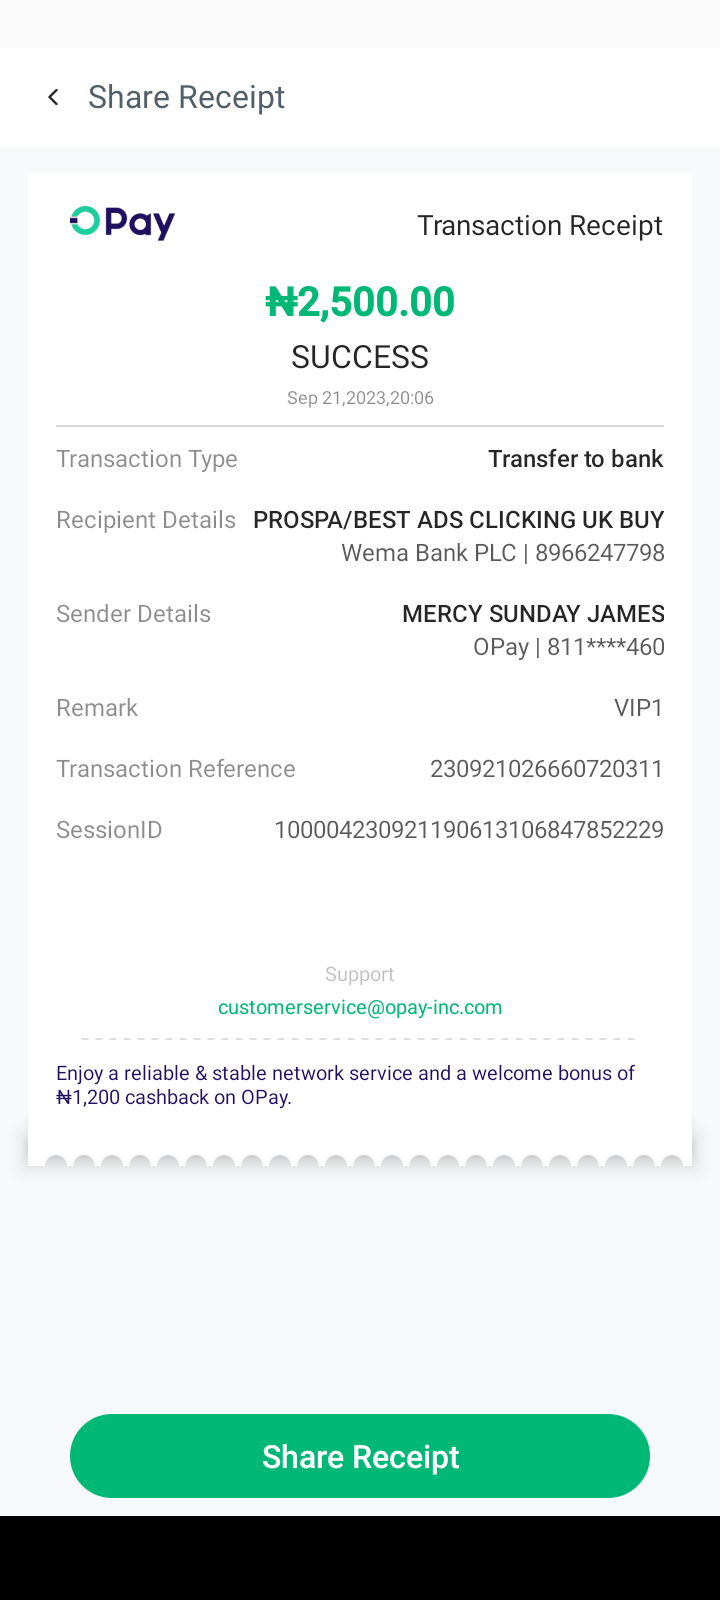 Share Receipt
OPay
Transaction Receipt
₦2,500.00
SUCCESS
Sep 21,2023,20:06
Transaction Type Transfer to bank
Recipient Details PROSPA/BEST ADS CLICKING UK BUY
Wema Bank PLC | 8966247798
Sender Details MERCY SUNDAY JAMES
OPay | 811****460
Remark VIP1
Transaction Reference 230921026660720311
SessionID 100004230921190613106847852229
Support
customerservice@opay-inc.com
Enjoy a reliable & stable network service and a welcome bonus of
₦1,200 cashback on OPay.
Share Receipt